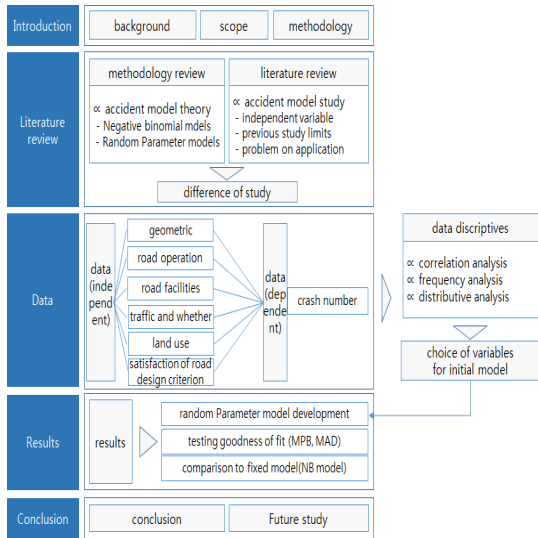 Introduction
background
scope
methodology
Literature
review
methodology review
∝ accident model theory
- Negative binomial mdels
- Random Parameter models
literature review
∝ accident model study
- independent variable
- previous study limits
- problem on application
difference of study
Data
data
(inde
pend
ent)
geometric
road operation
road facilities
traffic and whether
land use
satisfaction of road
design criterion
data
(dep
ende
nt)
crash number
data discriptives
∝ correlation analysis
∝ frequency analysis
∝ distributive analysis
choice of variables
for initial model
Results
results
random Parameter model development
testing goodness of fit (MPB, MAD)
comparison to fixed model(NB model)
Conclusion
conclusion
Future study